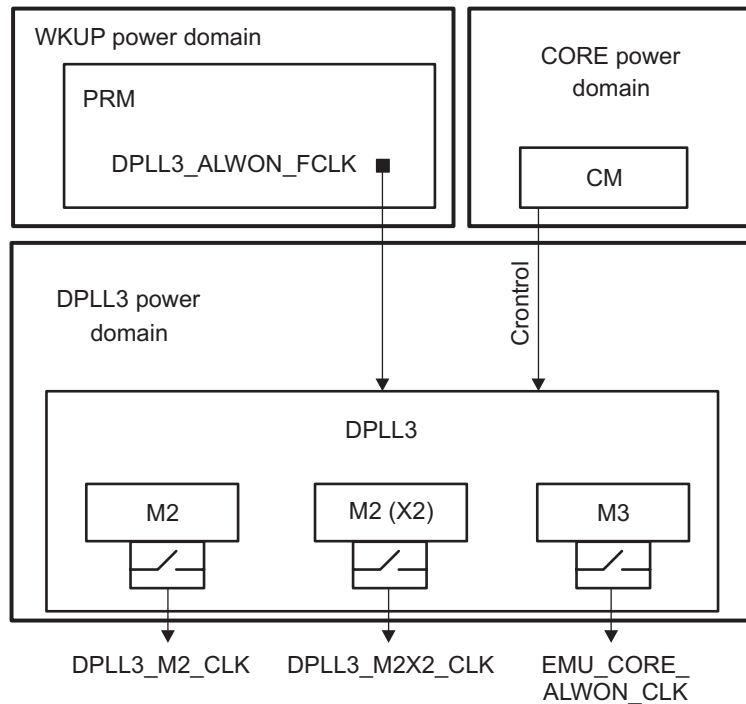 WKUP power domain
PRM
DPLL3_ALWON_FCLK
CORE power
domain
CM
DPLL3 power
domain
Crontrol
DPLL3
M2
M2 (X2)
M3
DPLL3_M2_CLK
DPLL3_M2X2_CLK
EMU_CORE_
ALWON_CLK